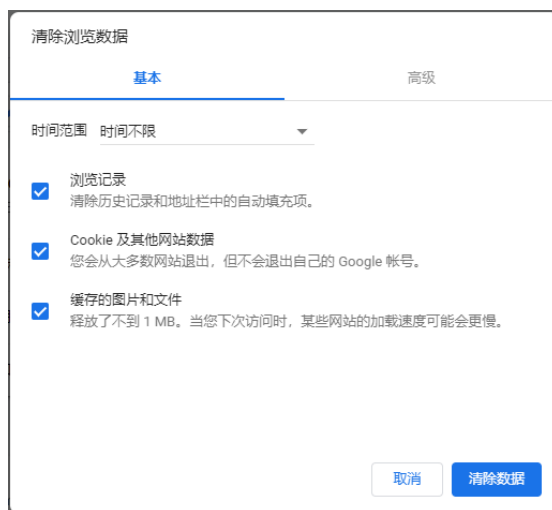 清除浏览数据
基本 高级
时间范围 时间不限
浏览记录
清除历史记录和地址栏中的自动填充项。
Cookie 及其他网站数据
您会从大多数网站退出，但不会退出自己的 Google 帐号。
缓存的图片和文件
释放了不到 1 MB。当您下次访问时，某些网站的加载速度可能会更慢。
取消 清除数据